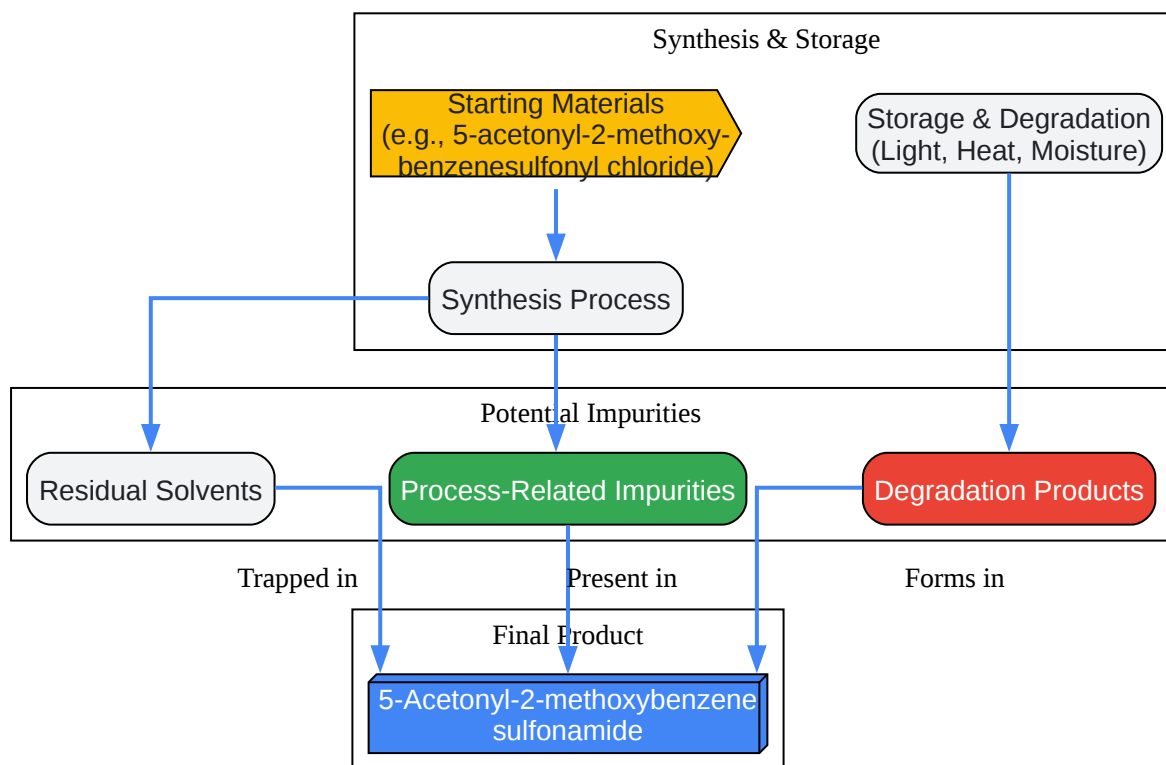 Synthesis & Storage
Starting Materials
(e.g., 5-acetonyl-2-methoxy-
benzenesulfonyl chloride)
Storage & Degradation
(Light, Heat, Moisture)
Synthesis Process
Potential Impurities
Residual Solvents
Process-Related Impurities
Degradation Products
Trapped in
Present in
Forms in
Final Product
5-Acetonyl-2-methoxybenzene
sulfonamide